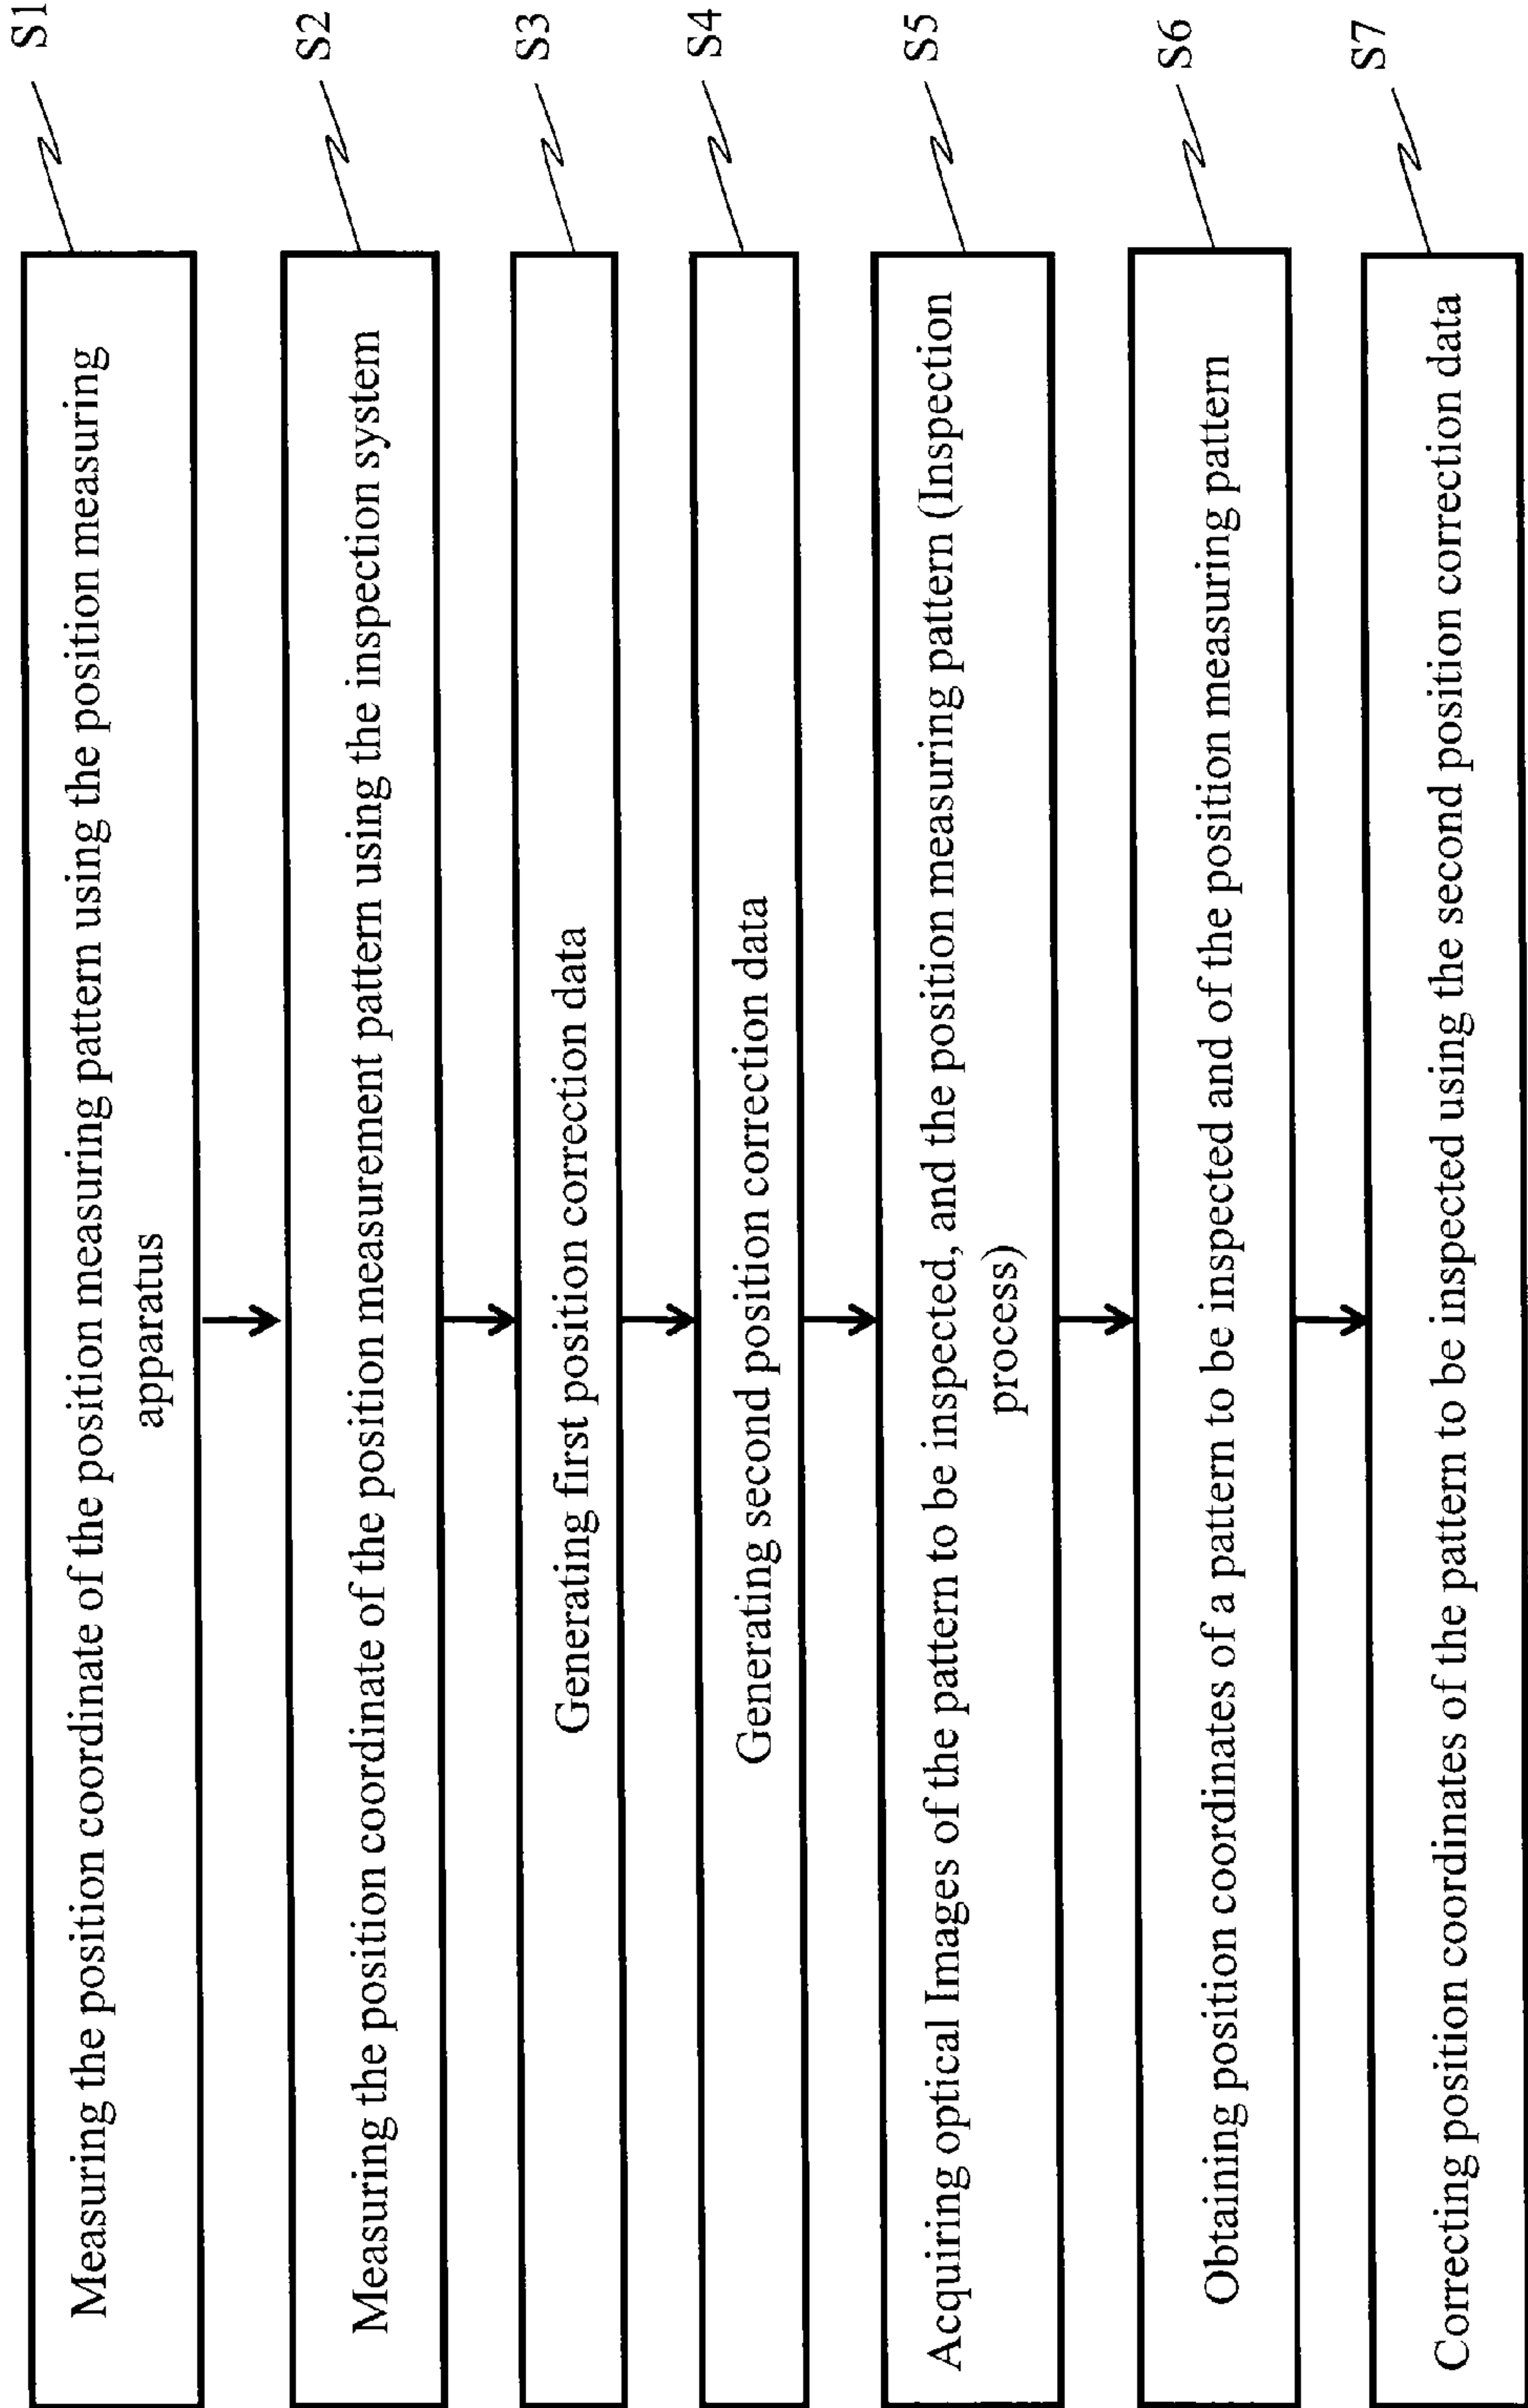 Measuring the position coordinate of the position measuring pattern using the position measuring
apparatus
S1
Measuring the position coordinate of the position measurement pattern using the inspection system
S2
Generating first position correction data
S3
Generating second position correction data
S4
Acquiring optical Images of the pattern to be inspected, and the position measuring pattern (Inspection
process)
S5
Obtaining position coordinates of a pattern to be inspected and of the position measuring pattern
S6
Correcting position coordinates of the pattern to be inspected using the second position correction data
S7